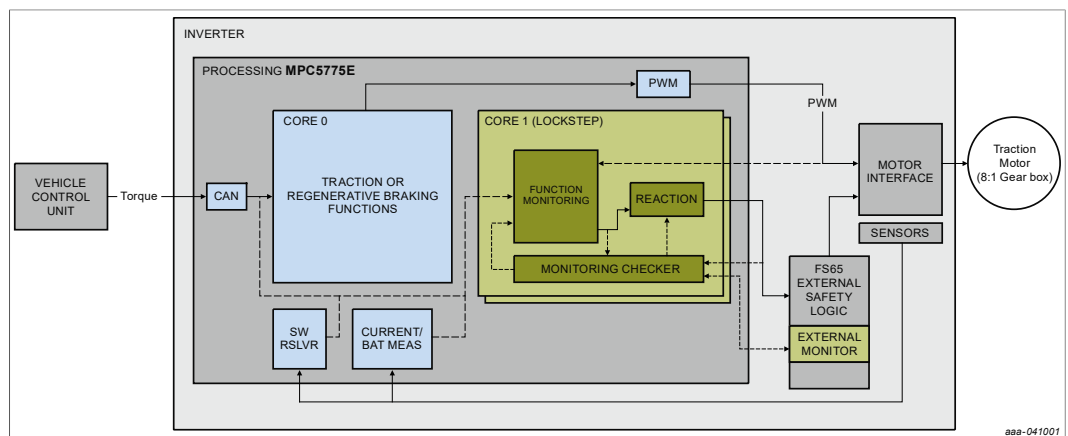 INVERTER
PROCESSING MPC5775E
PWM
PWM
CORE 0
TRACTION OR
REGENERATIVE BRAKING
FUNCTIONS
CORE 1 (LOCKSTEP)
FUNCTION
MONITORING
REACTION
MONITORING CHECKER
VEHICLE
CONTROL
UNIT
Torque
CAN
MOTOR
INTERFACE
Traction
Motor
(8:1 Gear box)
SENSORS
FS65
EXTERNAL
SAFETY
LOGIC
EXTERNAL
MONITOR
SW
RSLVR
CURRENT/
BAT MEAS
aaa-041001